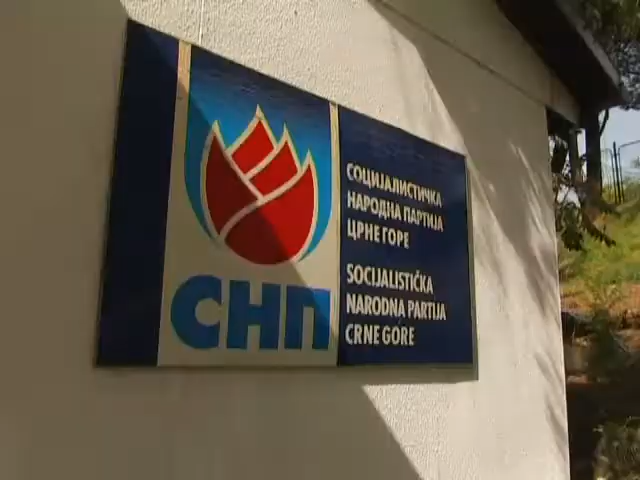 СНП
СОЦИЈАЛИСТИЧКА
НАРОДНА ПАРТИЈА
ЦРНЕ ГОРЕ
SOCIJALISTIČKA
NARODNA PARTIJA
CRNE GORE